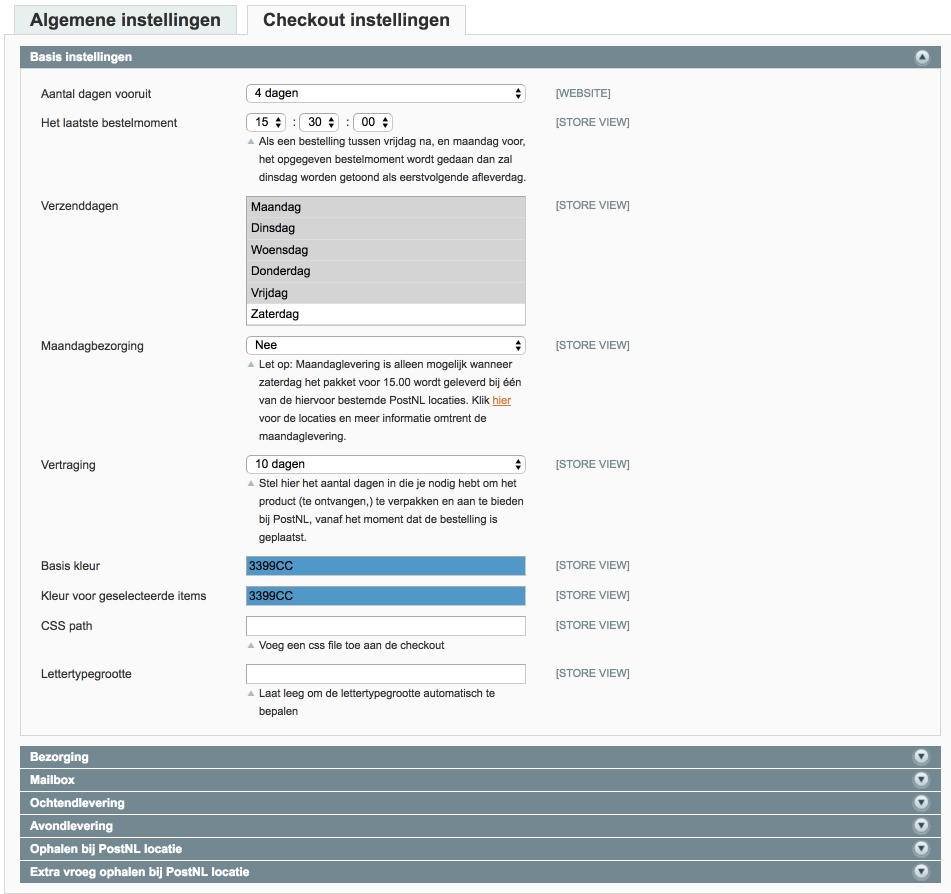 Algemene instellingen Checkout instellingen
Basis instellingen
Aantal dagen vooruit 4 dagen [WEBSITE]
Het laatste bestelmoment 15 : 30 : 00 [STORE VIEW]
Als een bestelling tussen vrijdag na, en maandag voor,
het opgegeven bestelmoment wordt gedaan dan zal
dinsdag worden getoond als eerstvolgende afleverdag.
Verzenddagen Maandag [STORE VIEW]
Dinsdag
Woensdag
Donderdag
Vrijdag
Zaterdag
Maandagbezorging Nee [STORE VIEW]
Let op: Maandaglevering is alleen mogelijk wanneer
zaterdag het pakket voor 15.00 wordt geleverd bij één
van de hiervoor bestemde PostNL locaties. Klik hier
voor de locaties en meer informatie omtrent de
maandaglevering.
Vertraging 10 dagen [STORE VIEW]
Stel hier het aantal dagen in die je nodig hebt om het
product (te ontvangen,) te verpakken en aan te bieden
bij PostNL, vanaf het moment dat de bestelling is
geplaatst.
Basis kleur 3399CC [STORE VIEW]
Kleur voor geselecteerde items 3399CC [STORE VIEW]
CSS path [STORE VIEW]
Voeg een css file toe aan de checkout
Lettertypegrootte [STORE VIEW]
Laat leeg om de lettertypegrootte automatisch te
bepalen
Bezorging
Mailbox
Ochtendlevering
Avondlevering
Ophalen bij PostNL locatie
Extra vroeg ophalen bij PostNL locatie